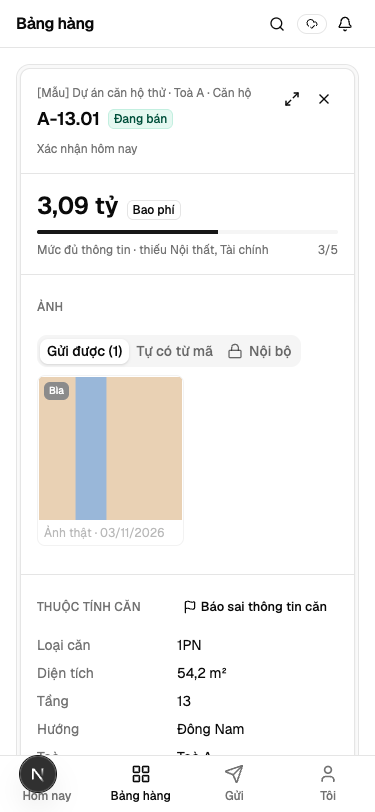 Bảng hàng
[Mẫu] Dự án căn hộ thử · Toà A · Căn hộ
A-13.01 Đang bán
Xác nhận hôm nay
3,09 tỷ Bao phí
Mức đủ thông tin · thiếu Nội thất, Tài chính 3/5
ẢNH
Gửi được (1) Tự có từ mã Nội bộ
Bìa
Ảnh thật · 03/11/2026
THUỘC TÍNH CĂN Báo sai thông tin căn
Loại căn 1PN
Diện tích 54,2 m²
Tầng 13
Hướng Đông Nam
Toà Toà A
N
Hôm nay Bảng hàng Gửi Tôi